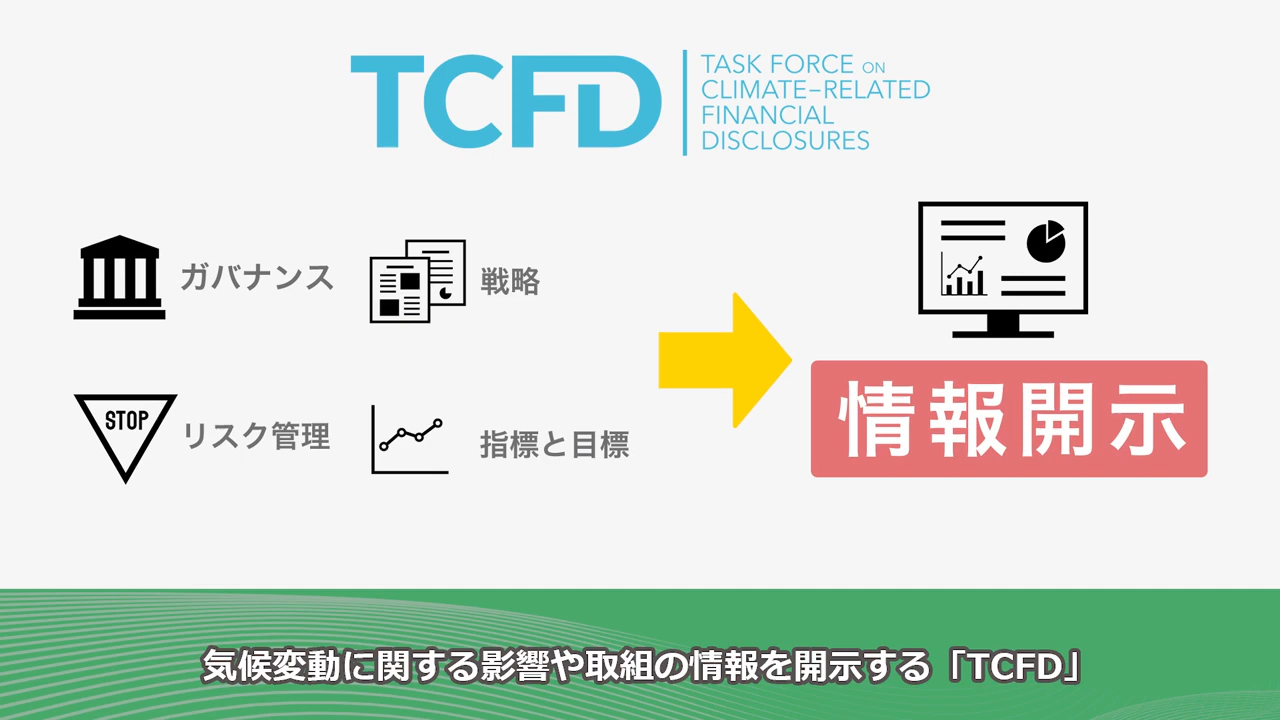 TCFD
TASK FORCE ON
CLIMATE-RELATED
FINANCIAL
DISCLOSURES
ガバナンス
戦略
STOP
リスク管理
指標と目標
情報開示
気候変動に関する影響や取組の情報を開示する「TCFD」